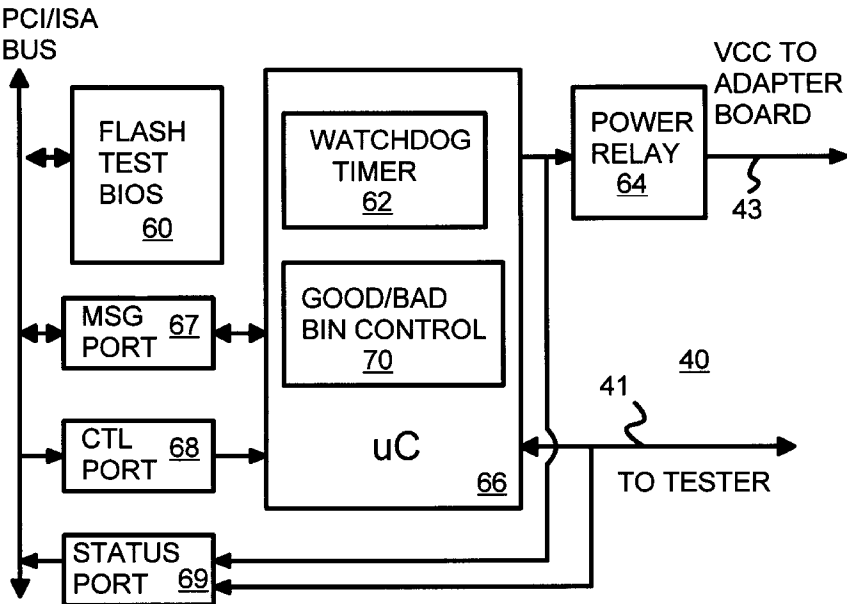 PCI/ISA
BUS
FLASH
TEST
BIOS
60
WATCHDOG
TIMER
62
POWER
RELAY
64
VCC TO
ADAPTER
BOARD
43
MSG
PORT
67
GOOD/BAD
BIN CONTROL
70
40
41
CTL
PORT
68
uC
66
TO TESTER
STATUS
PORT
69